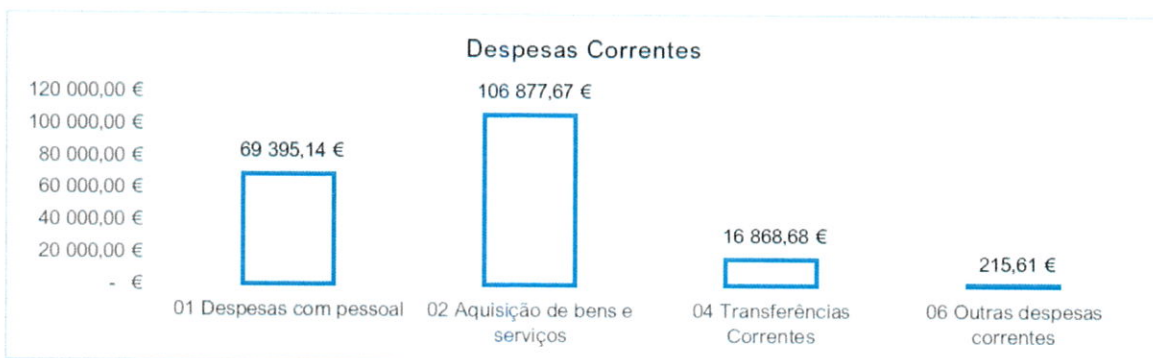 Despesas Correntes
120 000,00 €
100 000,00 €
80 000,00 €
60 000,00 €
40 000,00 €
20 000,00 €
- €
69 395,14 €
106 877,67 €
16 868,68 €
215,61 €
01 Despesas com pessoal
02 Aquisição de bens e
serviços
04 Transferências
Correntes
06 Outras despesas
correntes